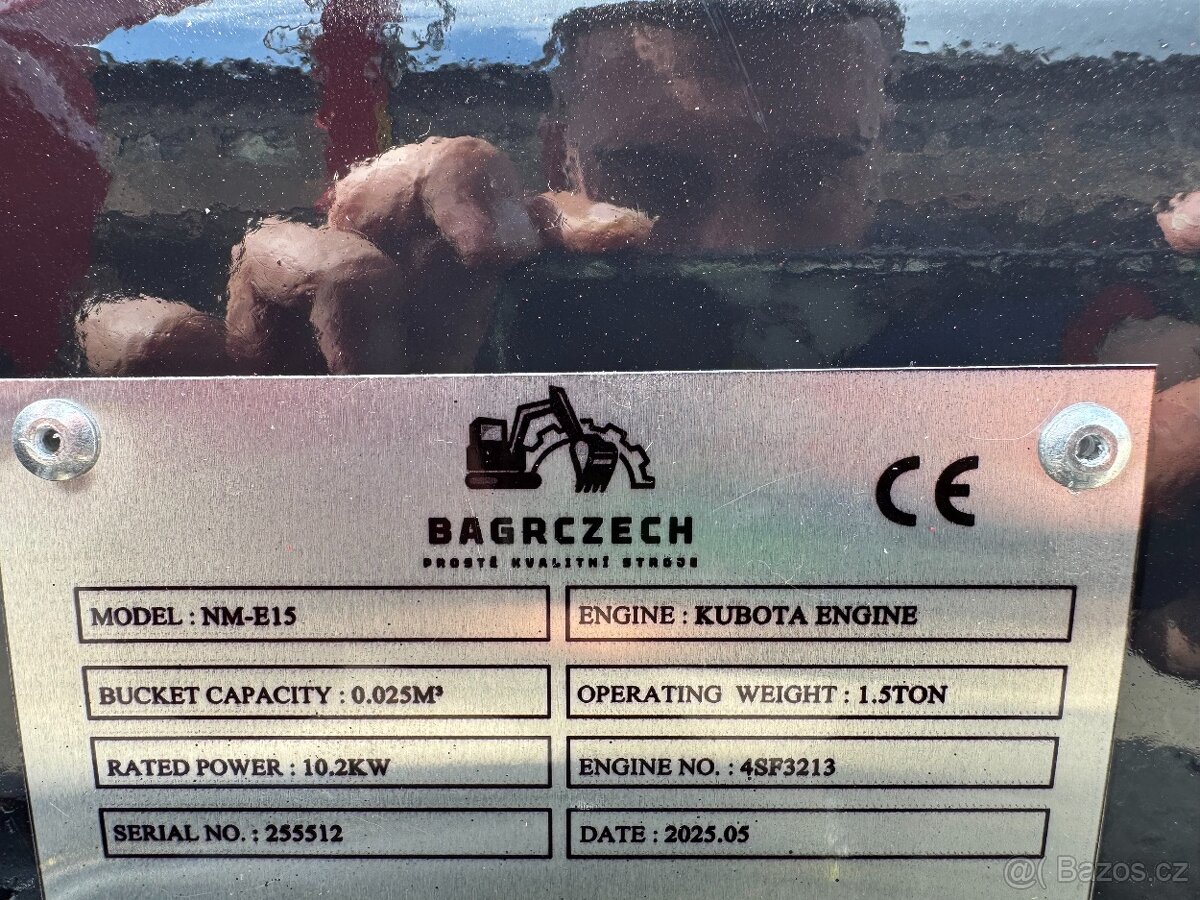 CE
BAGRCZECH
PROSTĚ KVALITNÍ STROJE
MODEL : NM-E15
ENGINE : KUBOTA ENGINE
BUCKET CAPACITY : 0.025M³
OPERATING WEIGHT : 1.5TON
RATED POWER : 10.2KW
ENGINE NO. : 4SF3213
SERIAL NO. : 255512
DATE : 2025.05
@( Bazos.cz